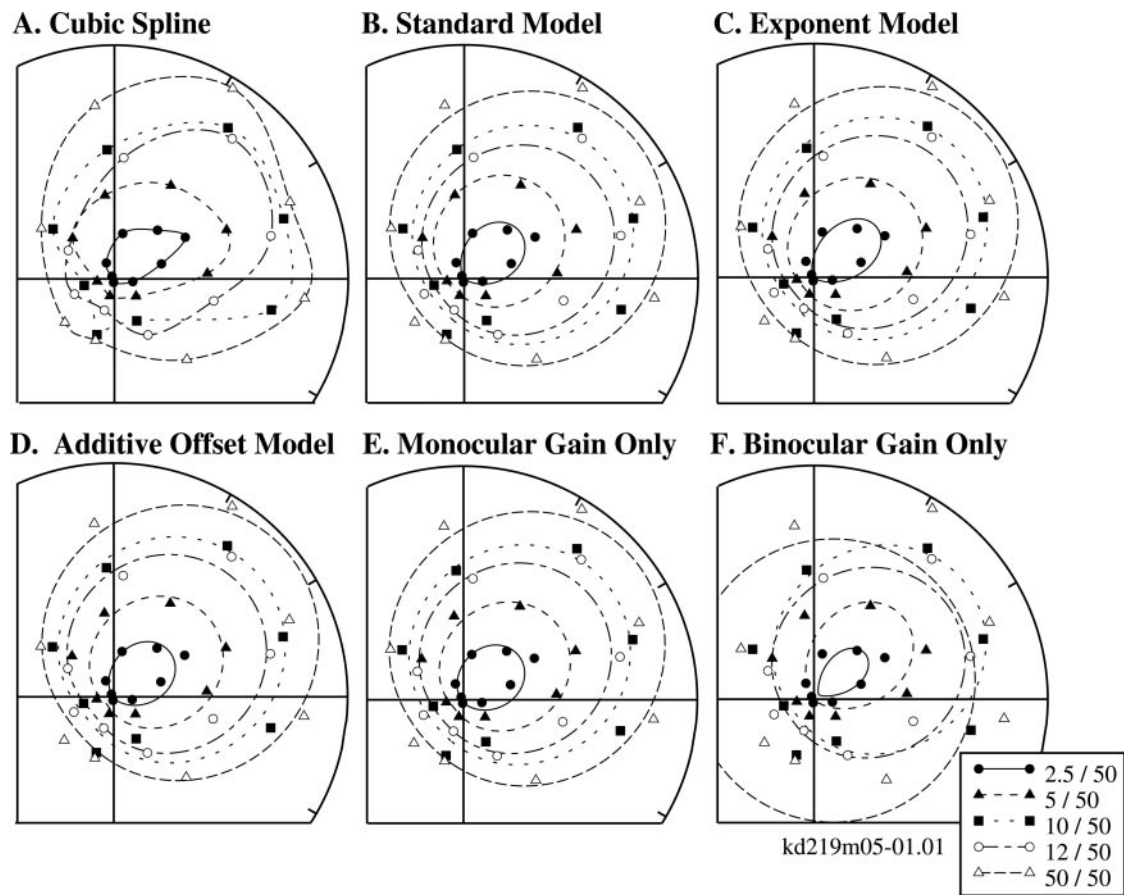 A. Cubic Spline
B. Standard Model
C. Exponent Model
D. Additive Offset Model
E. Monocular Gain Only
F. Binocular Gain Only
2.5 / 50
5 / 50
10 / 50
12 / 50
50 / 50
kd219m05-01.01